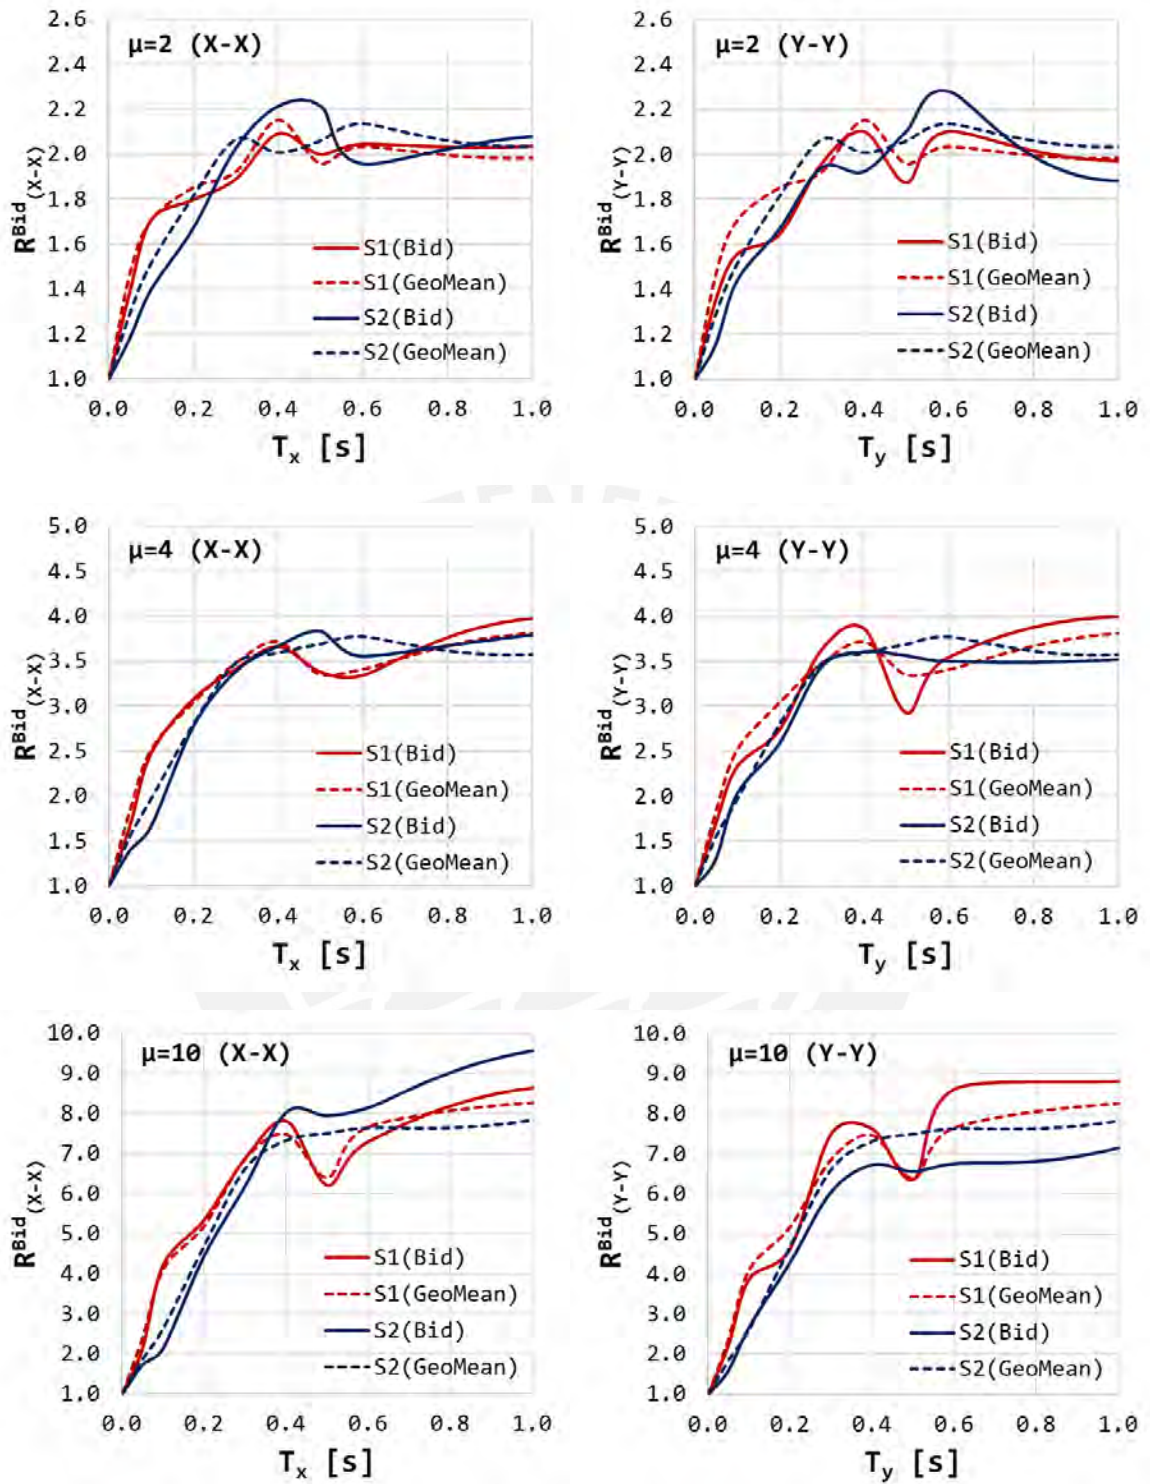 μ=2 (X-X)
2.6
2.4
2.2
2.0
1.8
1.6
1.4
1.2
1.0
R^Bid (X-X)
S1(Bid)
S1(GeoMean)
S2(Bid)
S2(GeoMean)
0.0 0.2 0.4 0.6 0.8 1.0
Tx [s]
μ=2 (Y-Y)
2.6
2.4
2.2
2.0
1.8
1.6
1.4
1.2
1.0
R^Bid (Y-Y)
S1(Bid)
S1(GeoMean)
S2(Bid)
S2(GeoMean)
0.0 0.2 0.4 0.6 0.8 1.0
Ty [s]
μ=4 (X-X)
5.0
4.5
4.0
3.5
3.0
2.5
2.0
1.5
1.0
R^Bid (X-X)
S1(Bid)
S1(GeoMean)
S2(Bid)
S2(GeoMean)
0.0 0.2 0.4 0.6 0.8 1.0
Tx [s]
μ=4 (Y-Y)
5.0
4.5
4.0
3.5
3.0
2.5
2.0
1.5
1.0
R^Bid (Y-Y)
S1(Bid)
S1(GeoMean)
S2(Bid)
S2(GeoMean)
0.0 0.2 0.4 0.6 0.8 1.0
Ty [s]
μ=10 (X-X)
10.0
9.0
8.0
7.0
6.0
5.0
4.0
3.0
2.0
1.0
R^Bid (X-X)
S1(Bid)
S1(GeoMean)
S2(Bid)
S2(GeoMean)
0.0 0.2 0.4 0.6 0.8 1.0
Tx [s]
μ=10 (Y-Y)
10.0
9.0
8.0
7.0
6.0
5.0
4.0
3.0
2.0
1.0
R^Bid (Y-Y)
S1(Bid)
S1(GeoMean)
S2(Bid)
S2(GeoMean)
0.0 0.2 0.4 0.6 0.8 1.0
Ty [s]